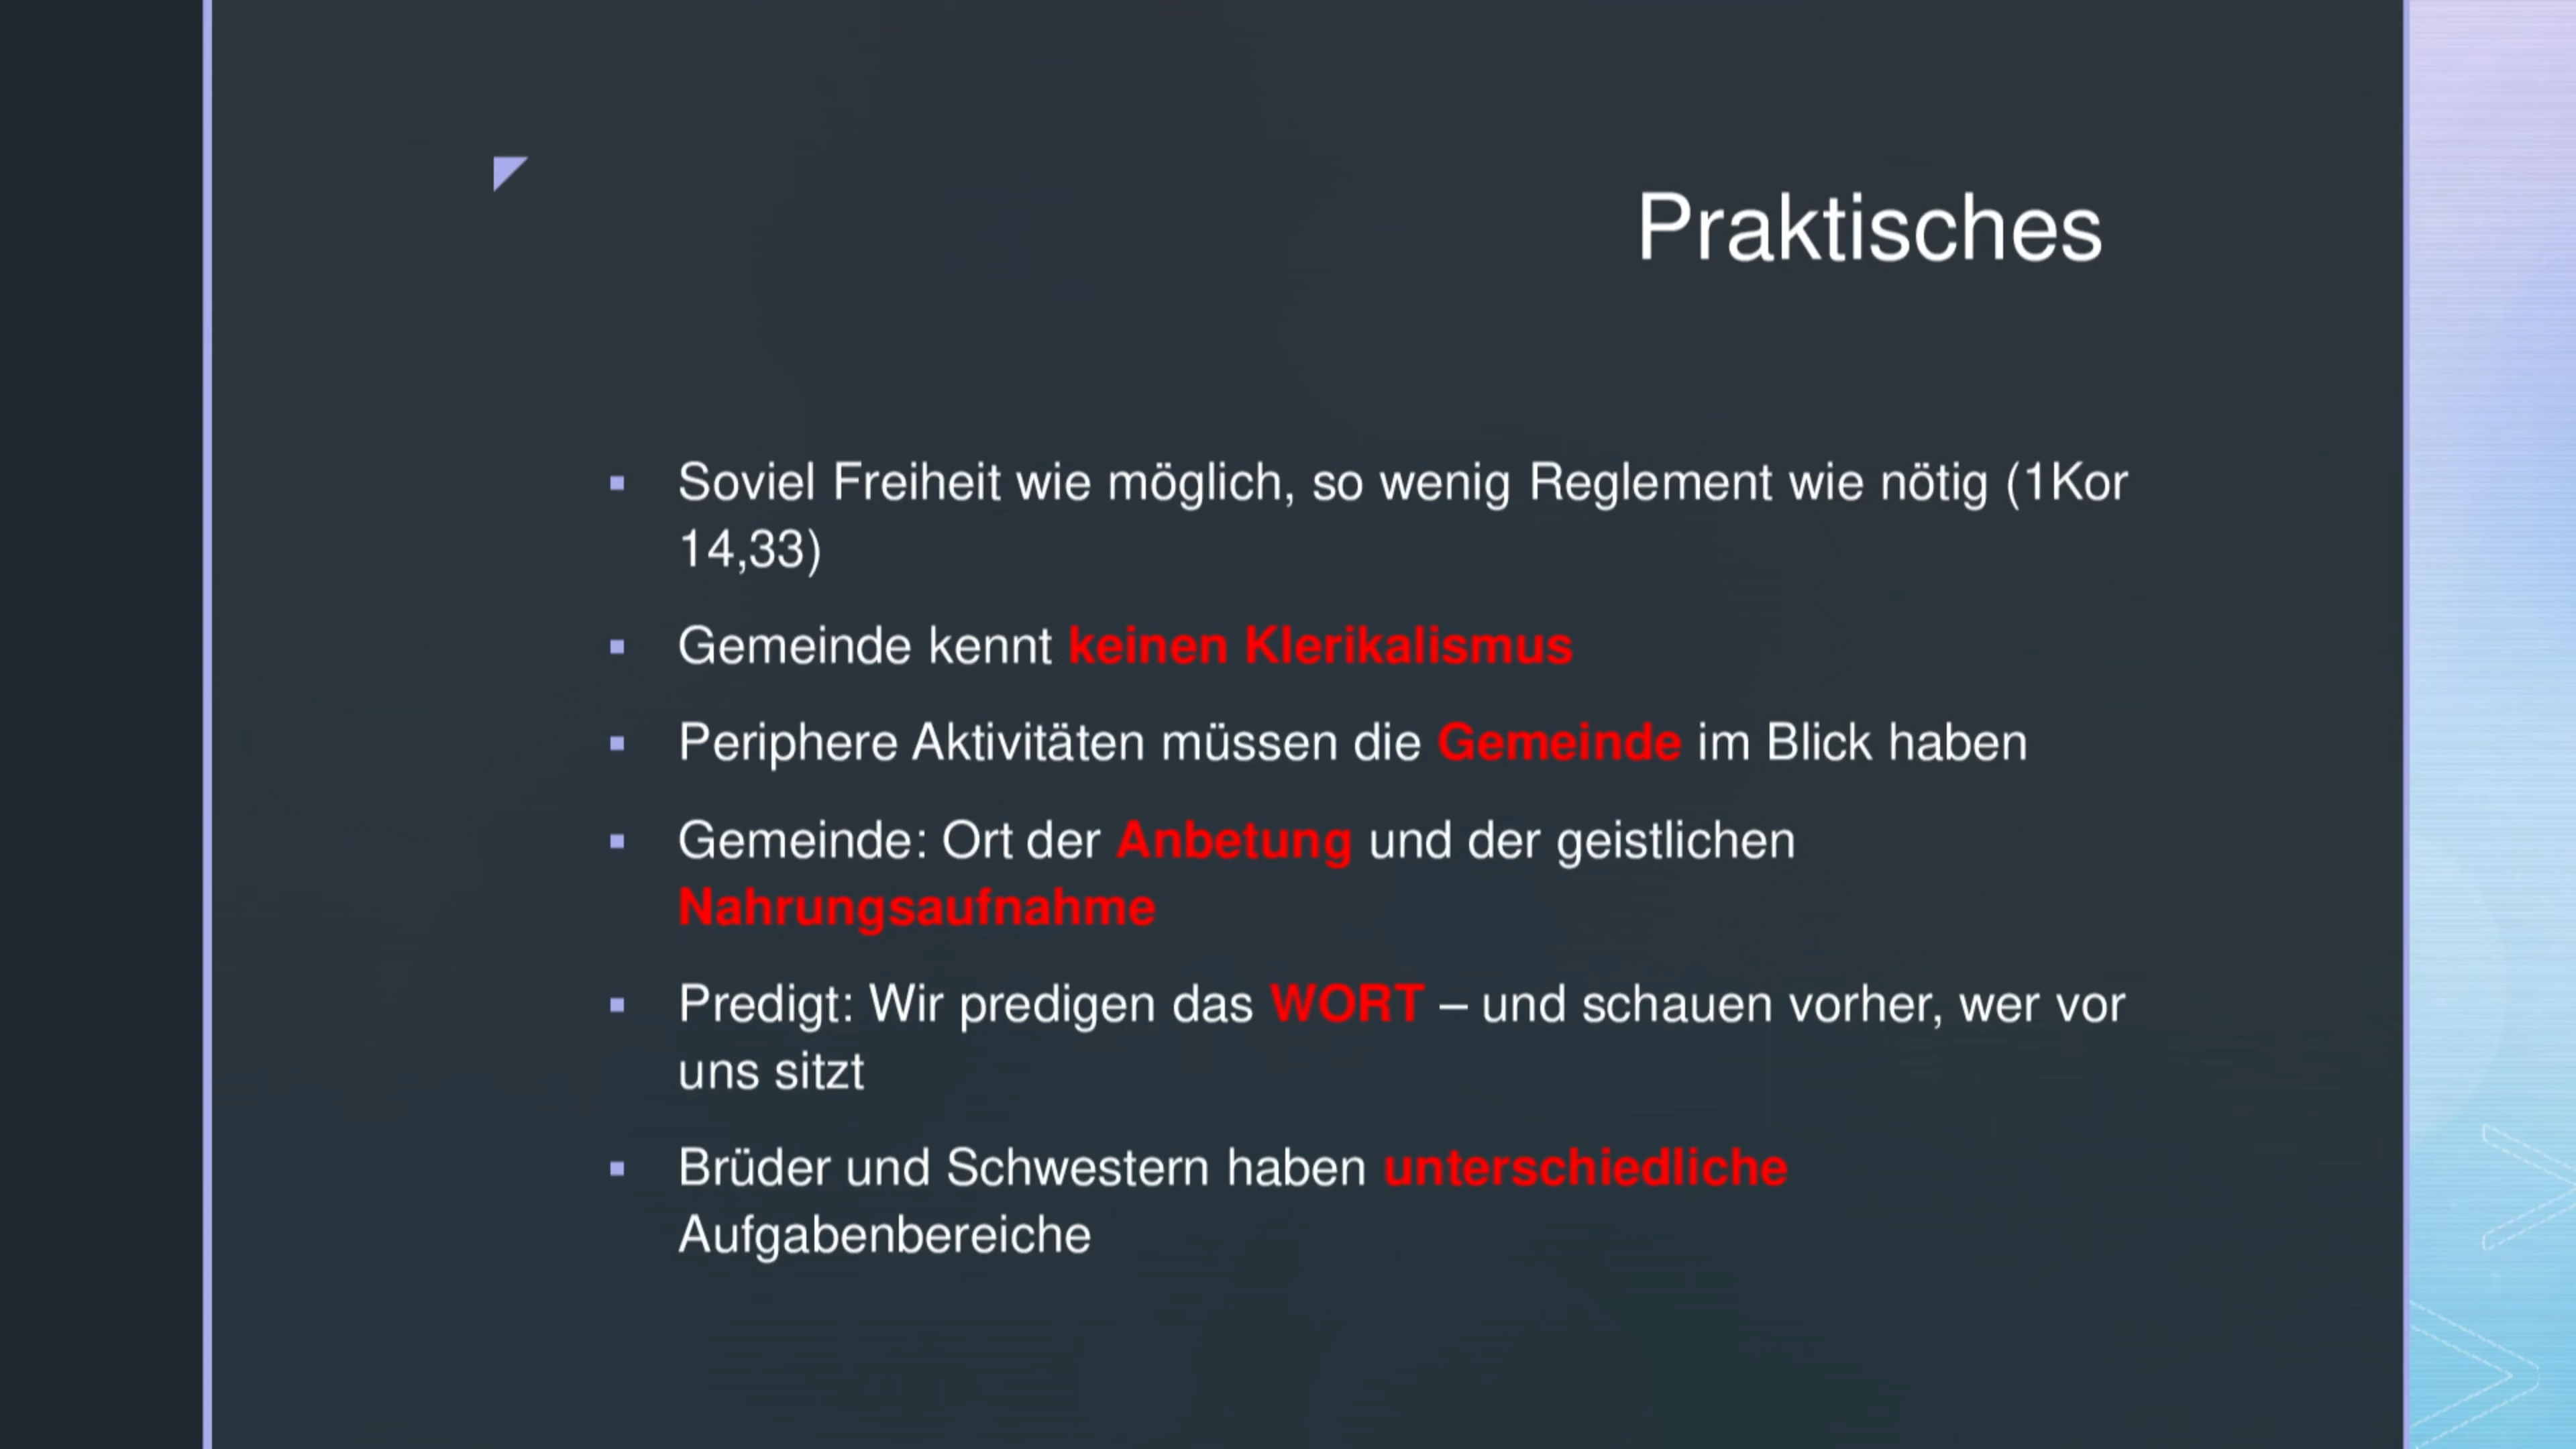 Praktisches
Soviel Freiheit wie möglich, so wenig Reglement wie nötig (1Kor
14,33)
Gemeinde kennt keinen Klerikalismus
Periphere Aktivitäten müssen die Gemeinde im Blick haben
Gemeinde: Ort der Anbetung und der geistlichen
Nahrungsaufnahme
Predigt: Wir predigen das WORT – und schauen vorher, wer vor
uns sitzt
Brüder und Schwestern haben unterschiedliche
Aufgabenbereiche